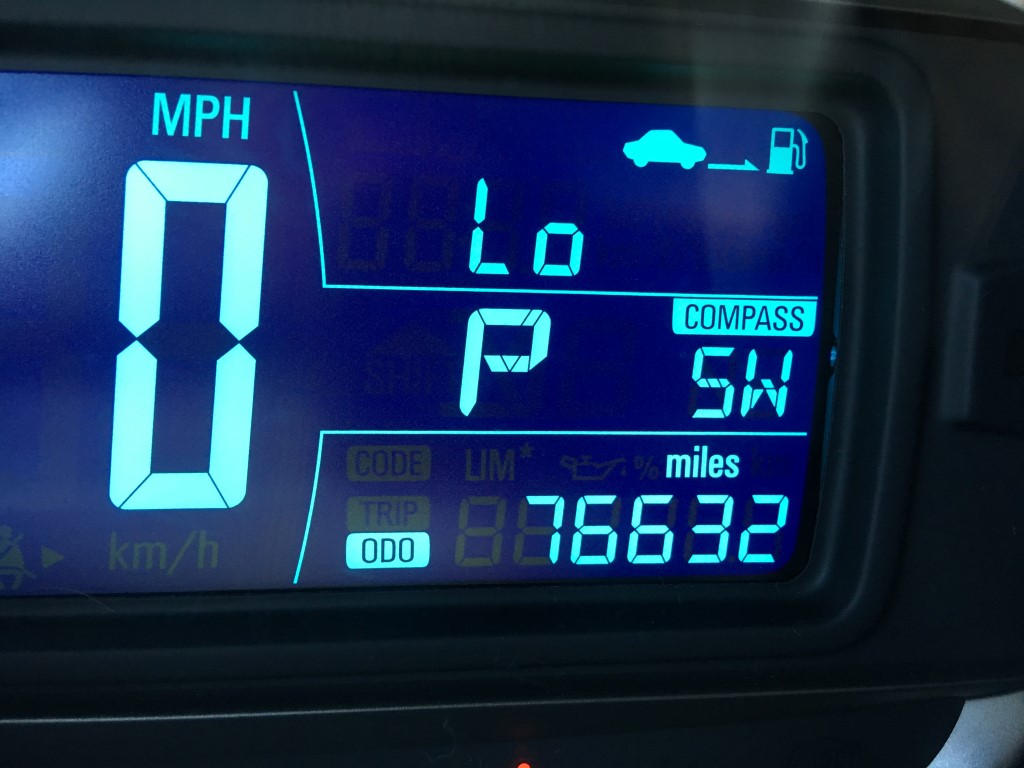 MPH
0
Lo
P
COMPASS
SW
CODE
LIM*
% miles
TRIP
ODO
76632
km/h